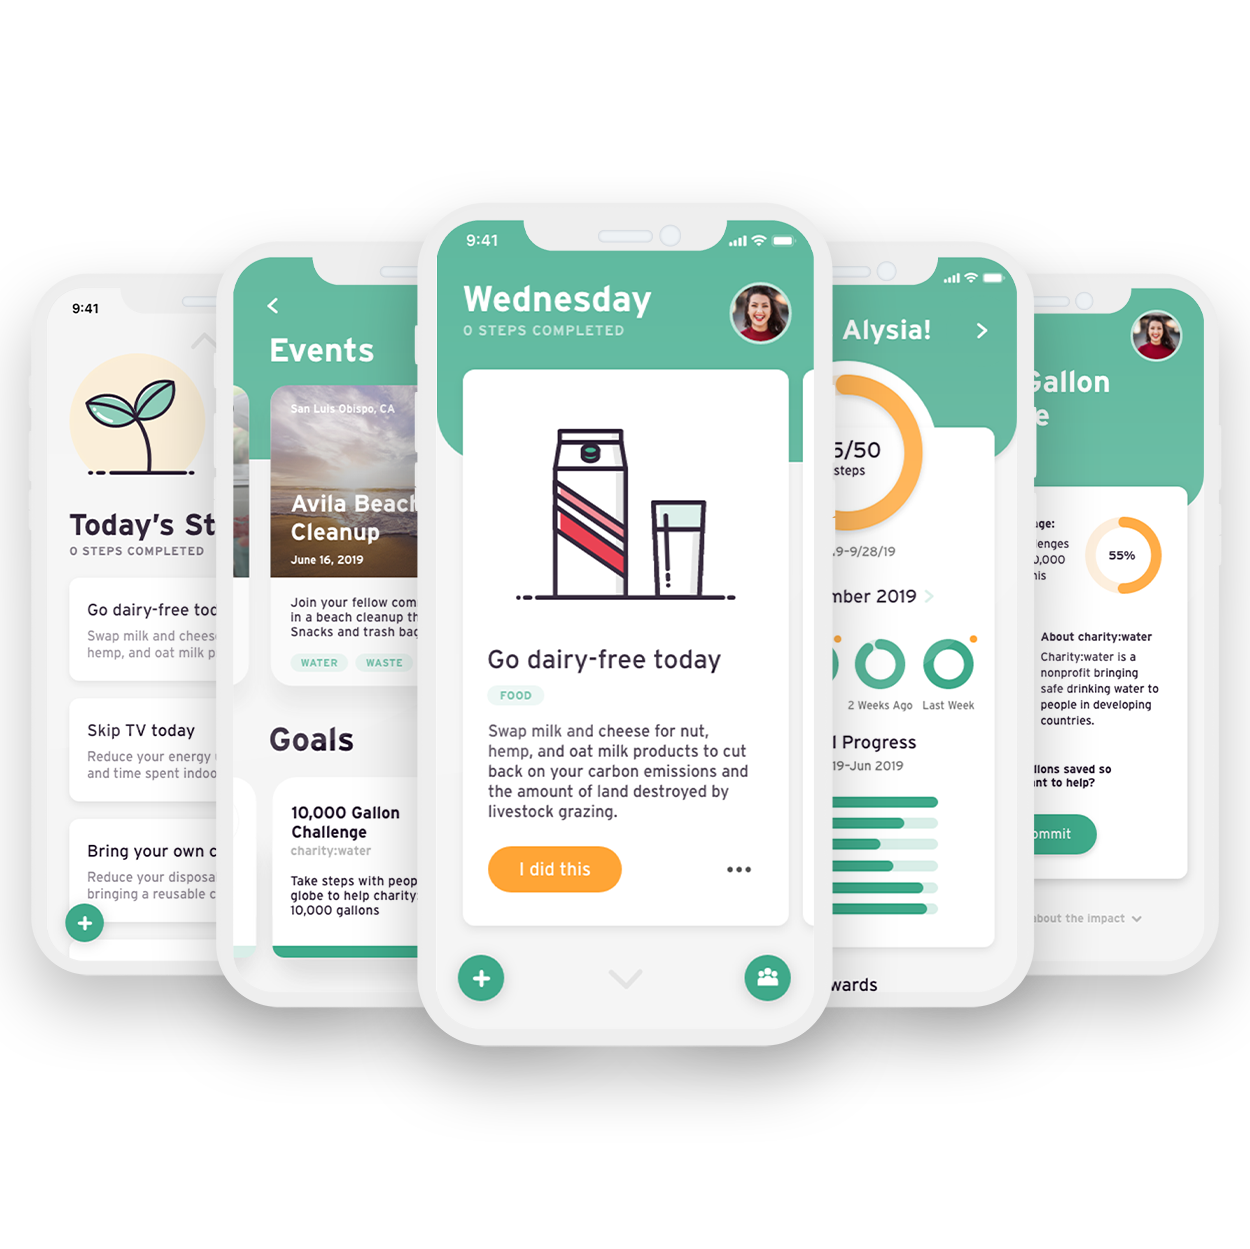 9:41
Today's St
0 STEPS COMPLETED
Go dairy-free tod
Swap milk and chees
hemp, and oat milk p
Skip TV today
Reduce your energy
and time spent indoo
Bring your own c
Reduce your disposa
bringing a reusable c
Events
San Luis Obispo, CA
Avila Beach
Cleanup
June 16, 2019
Join your fellow com
in a beach cleanup th
Snacks and trash bag
WATER WASTE
Goals
10,000 Gallon
Challenge
charity:water
Take steps with peop
globe to help charity
10,000 gallons
9:41
Wednesday
0 STEPS COMPLETED
Go dairy-free today
FOOD
Swap milk and cheese for nut,
hemp, and oat milk products to cut
back on your carbon emissions and
the amount of land destroyed by
livestock grazing.
I did this
Alysia!
5/50
steps
19-9/28/19
mber 2019
2 Weeks Ago Last Week
l Progress
19-Jun 2019
wards
Gallon
e
age:
lenges
0,000
his
55%
About charity:water
Charity:water is a
nonprofit bringing
safe drinking water to
people in developing
countries.
llons saved so
ant to help?
ommit
about the impact